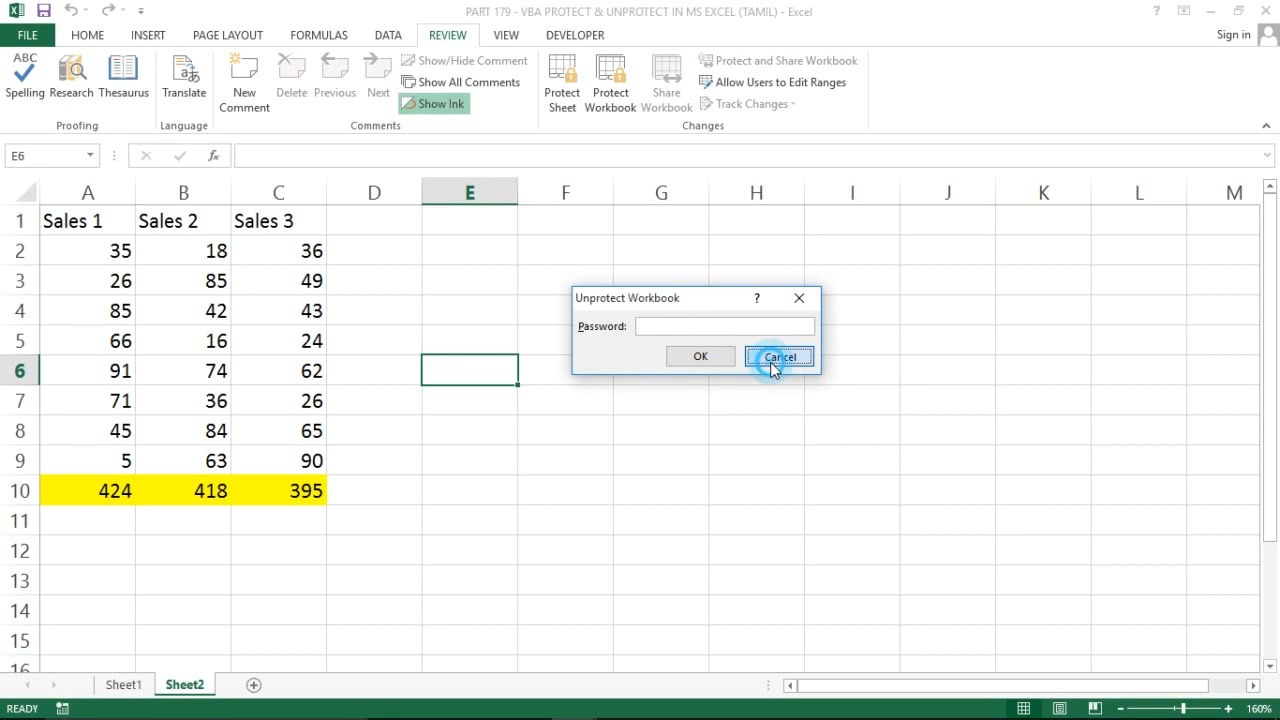 PART 179 - VBA PROTECT & UNPROTECT IN MS EXCEL (TAMIL) - Excel
FILE HOME INSERT PAGE LAYOUT FORMULAS DATA REVIEW VIEW DEVELOPER Sign in
ABC
Spelling Research Thesaurus
Proofing
Translate
Language
New Comment
Delete Previous Next
Show/Hide Comment
Show All Comments
Show Ink
Comments
Protect Sheet
Protect Workbook
Share Workbook
Protect and Share Workbook
Allow Users to Edit Ranges
Track Changes
Changes
E6 fx
A B C D E F G H I J K L M
1 Sales 1 Sales 2 Sales 3
2 35 18 36
3 26 85 49
4 85 42 43
5 66 16 24
6 91 74 62
7 71 36 26
8 45 84 65
9 5 63 90
10 424 418 395
11
12
13
14
15
16
Unprotect Workbook ?
Password:
OK Cancel
Sheet1 Sheet2
READY 160%